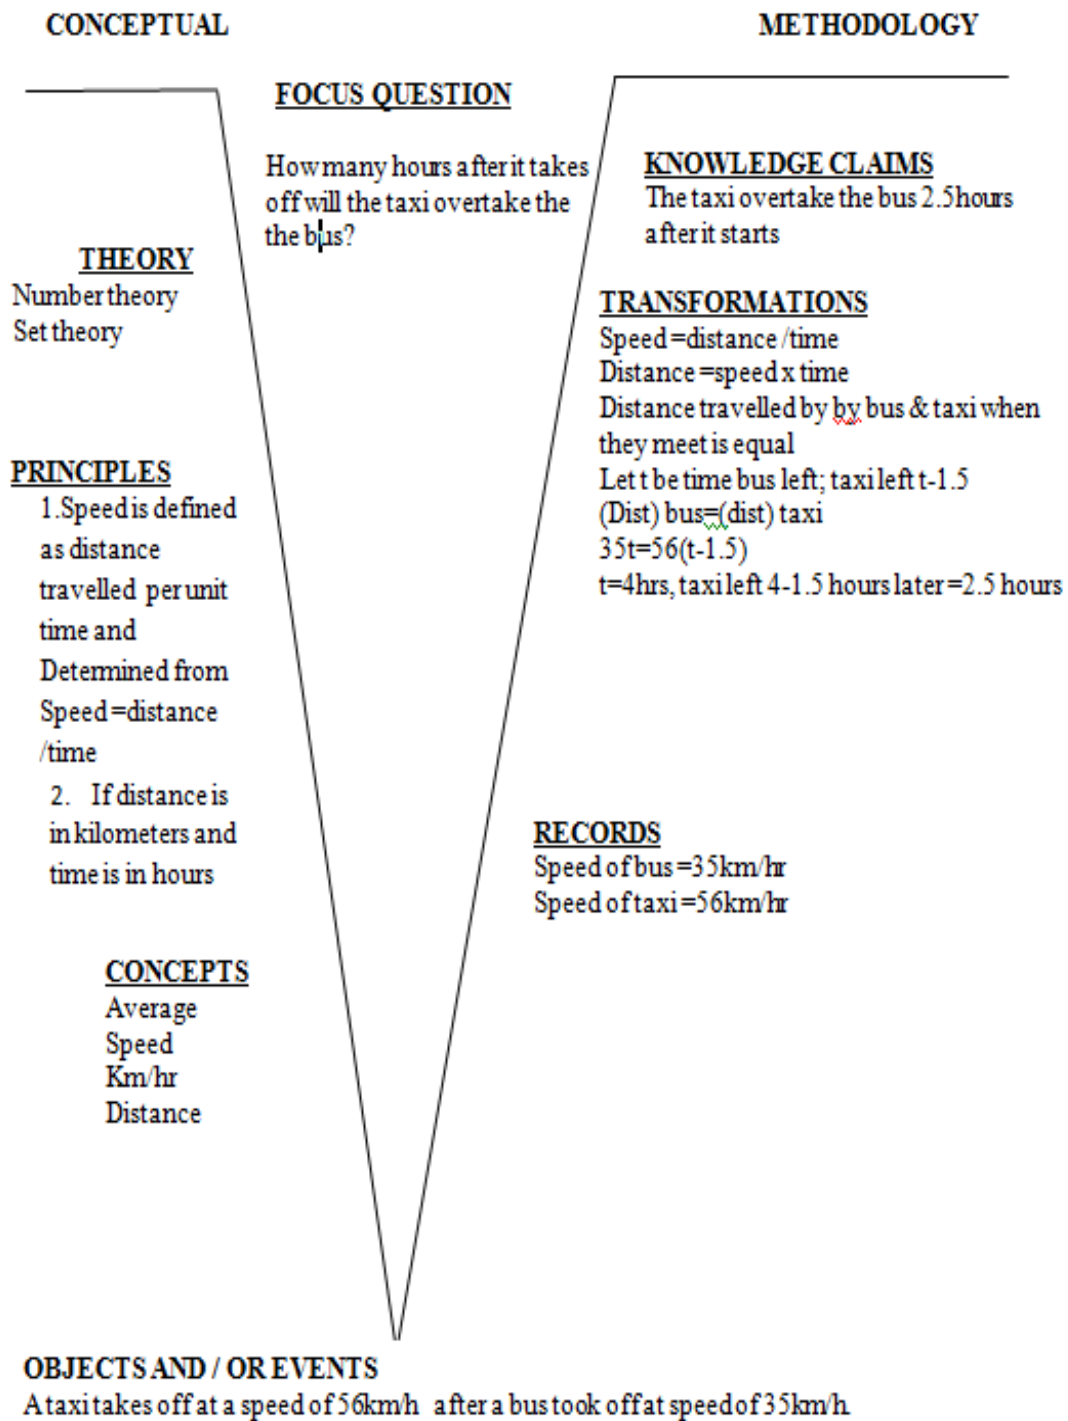 CONCEPTUAL
METHODOLOGY
FOCUS QUESTION
How many hours after it takes
off will the taxi overtake the
the bus?
THEORY
Number theory
Set theory
PRINCIPLES
1.Speed is defined
as distance
travelled per unit
time and
Determined from
Speed=distance
/time
2. If distance is
in kilometers and
time is in hours
CONCEPTS
Average
Speed
Km/hr
Distance
KNOWLEDGE CLAIMS
The taxi overtake the bus 2.5hours
after it starts
TRANSFORMATIONS
Speed=distance /time
Distance=speed x time
Distance travelled by by bus & taxi when
they meet is equal
Let t be time bus left; taxi left t-1.5
(Dist) bus=(dist) taxi
35t=56(t-1.5)
t=4hrs, taxi left 4-1.5 hours later=2.5 hours
RECORDS
Speed of bus=35km/hr
Speed of taxi=56km/hr
OBJECTS AND / OR EVENTS
A taxi takes off at a speed of 56km/h after a bus took off at speed of 35km/h.